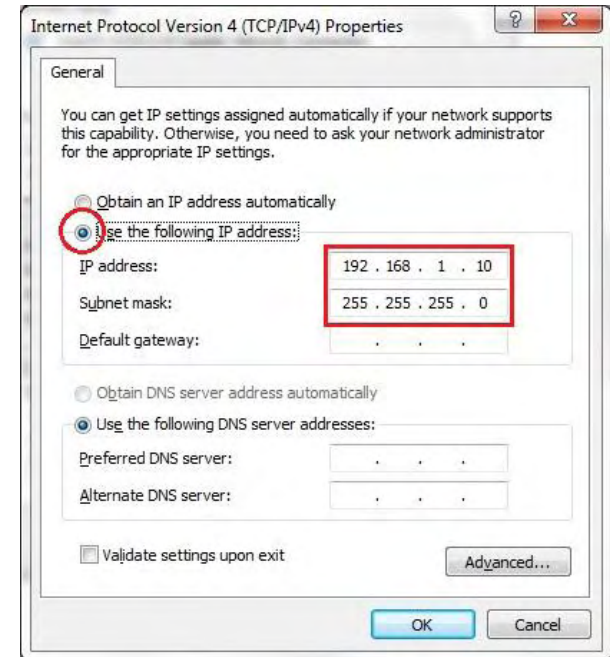 Internet Protocol Version 4 (TCP/IPv4) Properties
General
You can get IP settings assigned automatically if your network supports
this capability. Otherwise, you need to ask your network administrator
for the appropriate IP settings.
Obtain an IP address automatically
Use the following IP address:
IP address: 192 . 168 . 1 . 10
Subnet mask: 255 . 255 . 255 . 0
Default gateway: . . .
Obtain DNS server address automatically
Use the following DNS server addresses:
Preferred DNS server: . . .
Alternate DNS server: . . .
Validate settings upon exit
Advanced...
OK Cancel